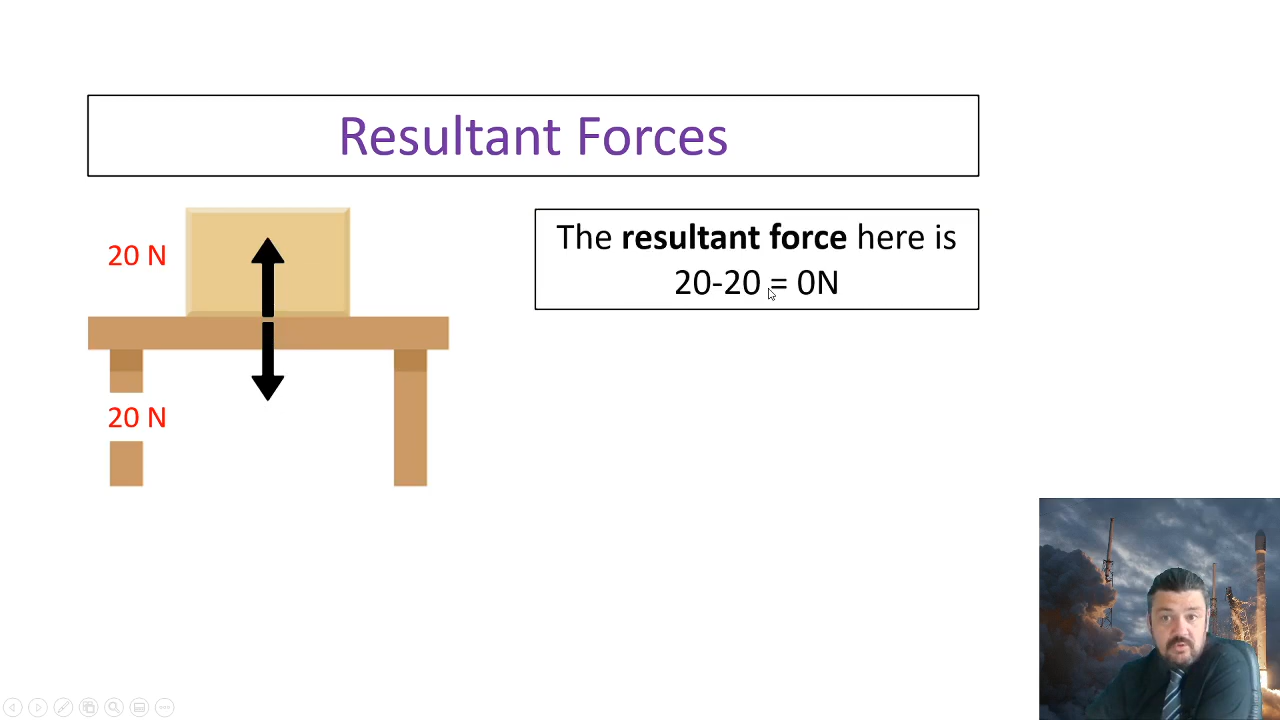 Resultant Forces
20 N
The resultant force here is
20-20 = 0N
20 N